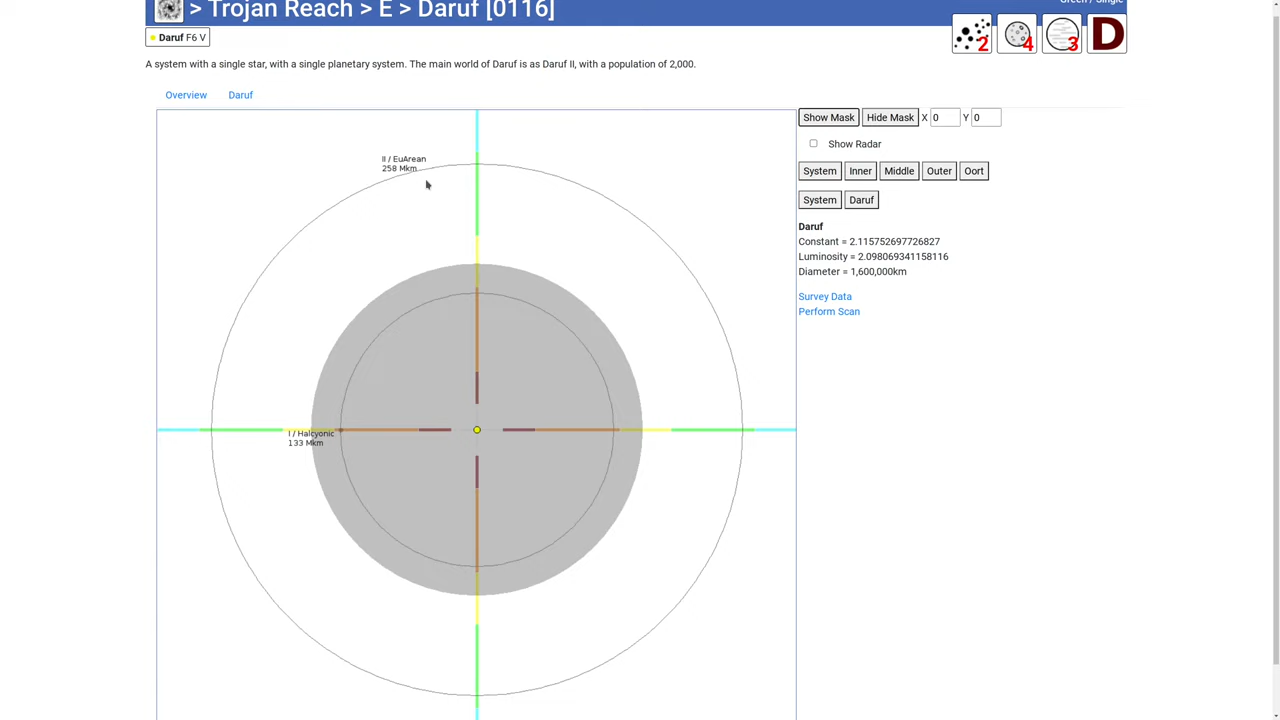 > Trojan Reach > E > Daruf [0116]
Daruf F6 V
2
4
3
D
A system with a single star, with a single planetary system. The main world of Daruf is as Daruf II, with a population of 2,000.
Overview
Daruf
Show Mask
Hide Mask
X 0
Y 0
Show Radar
System
Inner
Middle
Outer
Oort
System
Daruf
Daruf
Constant = 2.115752697726827
Luminosity = 2.098069341158116
Diameter = 1,600,000km
Survey Data
Perform Scan
II / EuArean
258 Mkm
I / Halcyonic
133 Mkm